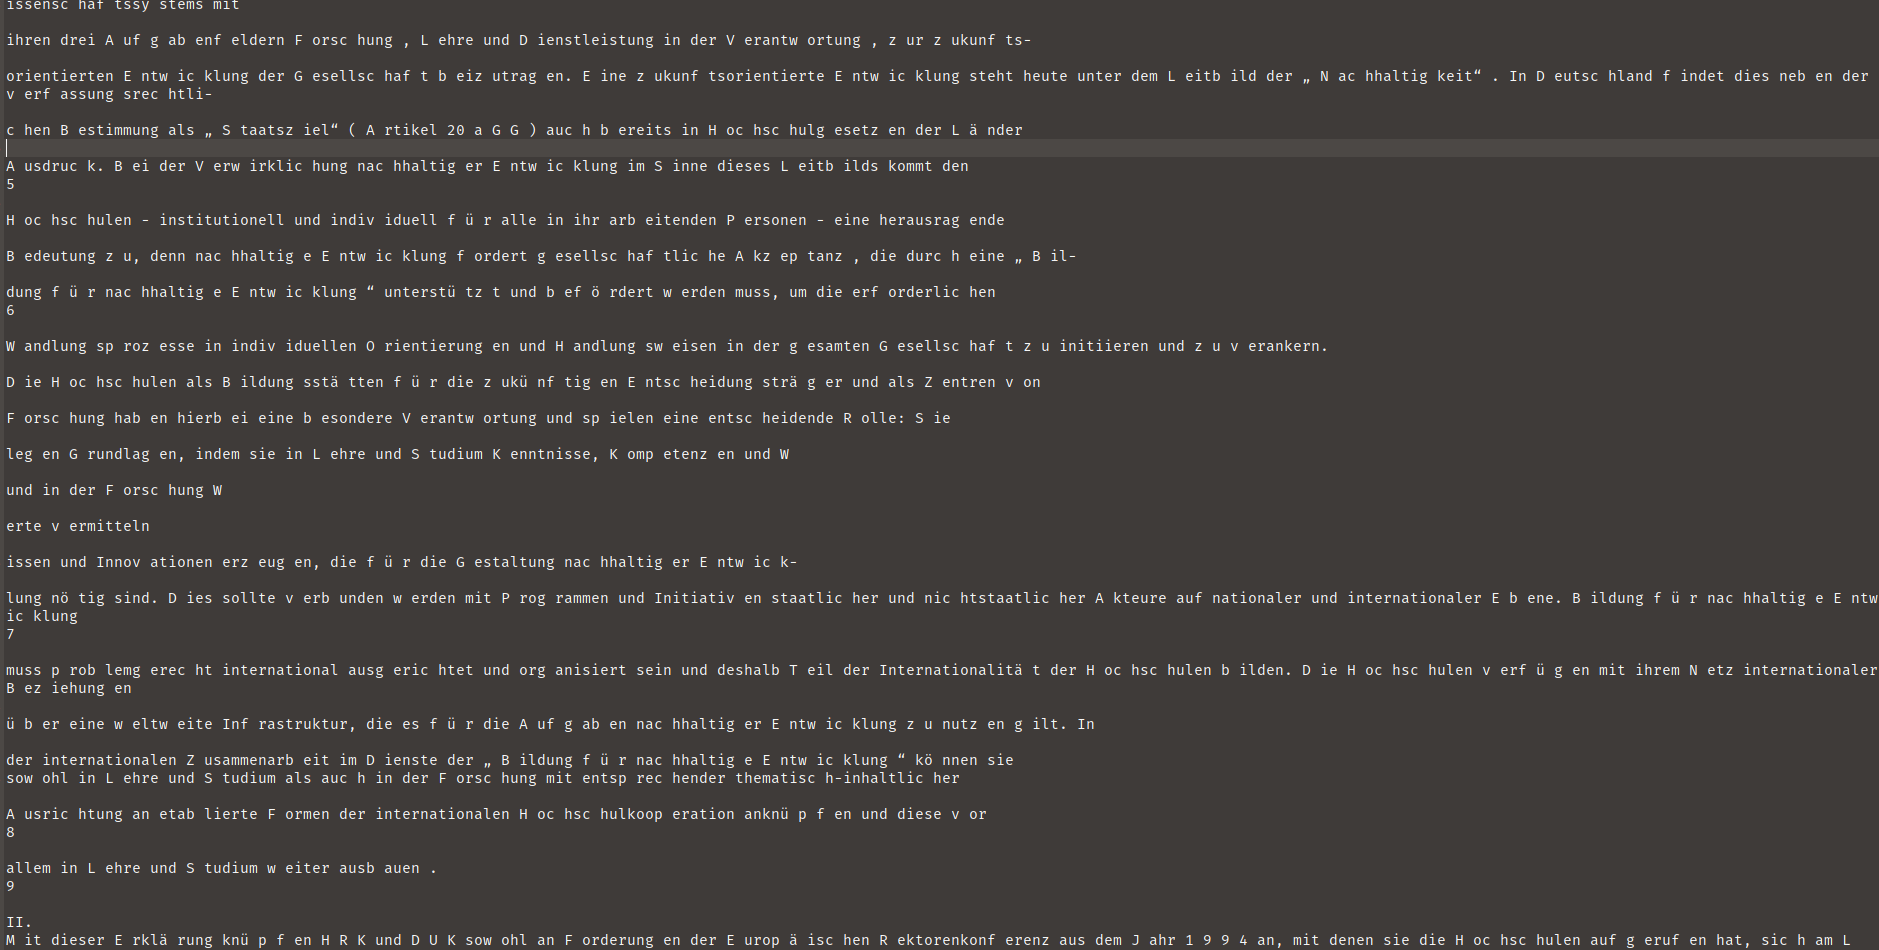 issensc haf tssy stems mit
ihren drei A uf g ab enf eldern F orsc hung , L ehre und D ienstleistung in der V erantw ortung , z ur z ukunf ts-
orientierten E ntw ic klung der G esellsc haf t b eiz utrag en. E ine z ukunf tsorientierte E ntw ic klung steht heute unter dem L eitb ild der „ N ac hhaltig keit“ . In D eutsc hland f indet dies neb en der
v erf assung srec htli-
c hen B estimmung als „ S taatsz iel“ ( A rtikel 20 a G G ) auc h b ereits in H oc hsc hulg esetz en der L ä nder
A usdruc k. B ei der V erw irklic hung nac hhaltig er E ntw ic klung im S inne dieses L eitb ilds kommt den
5
H oc hsc hulen - institutionell und indiv iduell f ü r alle in ihr arb eitenden P ersonen - eine herausrag ende
B edeutung z u, denn nac hhaltig e E ntw ic klung f ordert g esellsc haf tlic he A kz ep tanz , die durc h eine „ B il-
dung f ü r nac hhaltig e E ntw ic klung “ unterstü tz t und b ef ö rdert w erden muss, um die erf orderlic hen
6
W andlung sp roz esse in indiv iduellen O rientierung en und H andlung sw eisen in der g esamten G esellsc haf t z u initiieren und z u v erankern.
D ie H oc hsc hulen als B ildung sstä tten f ü r die z ukü nf tig en E ntsc heidung strä g er und als Z entren v on
F orsc hung hab en hierb ei eine b esondere V erantw ortung und sp ielen eine entsc heidende R olle: S ie
leg en G rundlag en, indem sie in L ehre und S tudium K enntnisse, K omp etenz en und W
und in der F orsc hung W
erte v ermitteln
issen und Innov ationen erz eug en, die f ü r die G estaltung nac hhaltig er E ntw ic k-
lung nö tig sind. D ies sollte v erb unden w erden mit P rog rammen und Initiativ en staatlic her und nic htstaatlic her A kteure auf nationaler und internationaler E b ene. B ildung f ü r nac hhaltig e E ntw
ic klung
7
muss p rob lemg erec ht international ausg eric htet und org anisiert sein und deshalb T eil der Internationalitä t der H oc hsc hulen b ilden. D ie H oc hsc hulen v erf ü g en mit ihrem N etz internationaler
B ez iehung en
ü b er eine w eltw eite Inf rastruktur, die es f ü r die A uf g ab en nac hhaltig er E ntw ic klung z u nutz en g ilt. In
der internationalen Z usammenarb eit im D ienste der „ B ildung f ü r nac hhaltig e E ntw ic klung “ kö nnen sie
sow ohl in L ehre und S tudium als auc h in der F orsc hung mit entsp rec hender thematisc h-inhaltlic her
A usric htung an etab lierte F ormen der internationalen H oc hsc hulkoop eration anknü p f en und diese v or
8
allem in L ehre und S tudium w eiter ausb auen .
9
II.
M it dieser E rklä rung knü p f en H R K und D U K sow ohl an F orderung en der E urop ä isc hen R ektorenkonf erenz aus dem J ahr 1 9 9 4 an, mit denen sie die H oc hsc hulen auf g eruf en hat, sic h am L